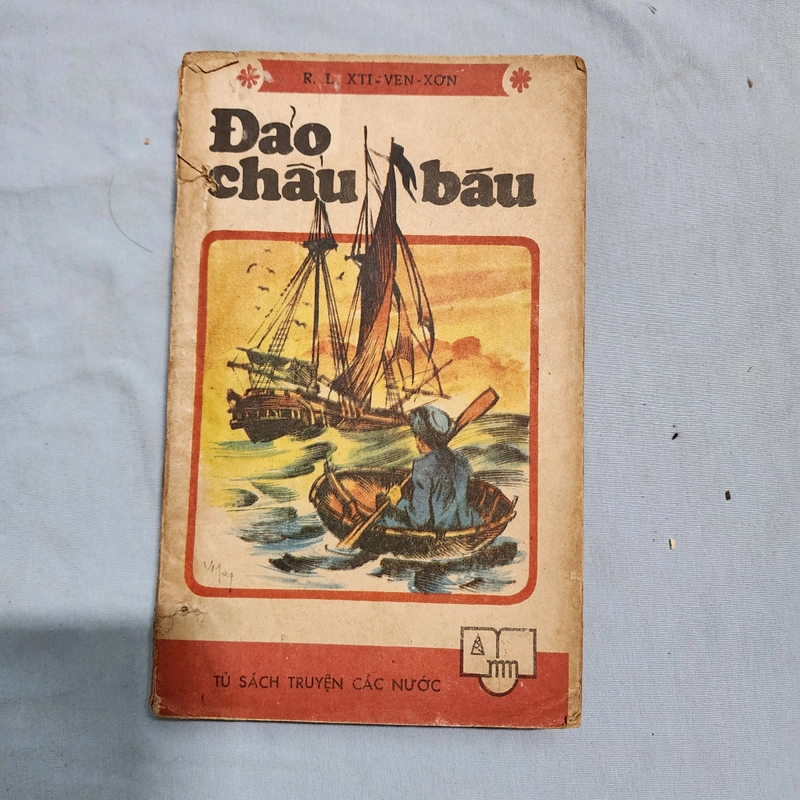 R. L. XTI-VEN-XƠN
Đảo
châu báu
TỦ SÁCH TRUYỆN CÁC NƯỚC